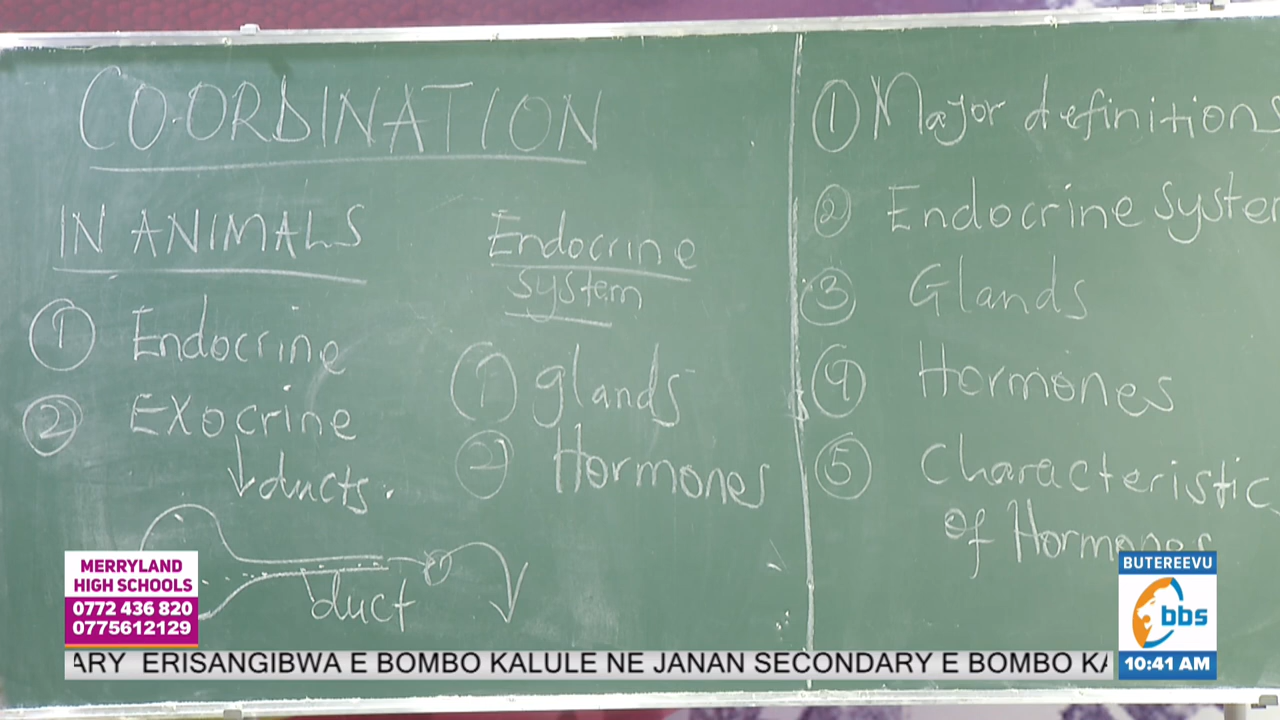 CO-ORDINATION
IN ANIMALS
① Endocrine
② EXocrine
ducts.
duct
Endocrine
system
① glands
② Hormones
① Major definitions
② Endocrine syste
③ Glands
④ Hormones
⑤ Characteristic
of Hormones
MERRYLAND
HIGH SCHOOLS
0772 436 820
0775612129
BUTEREEVU
bbs
10:41 AM
ARY ERISANGIBWA E BOMBO KALULE NE JANAN SECONDARY E BOMBO KA